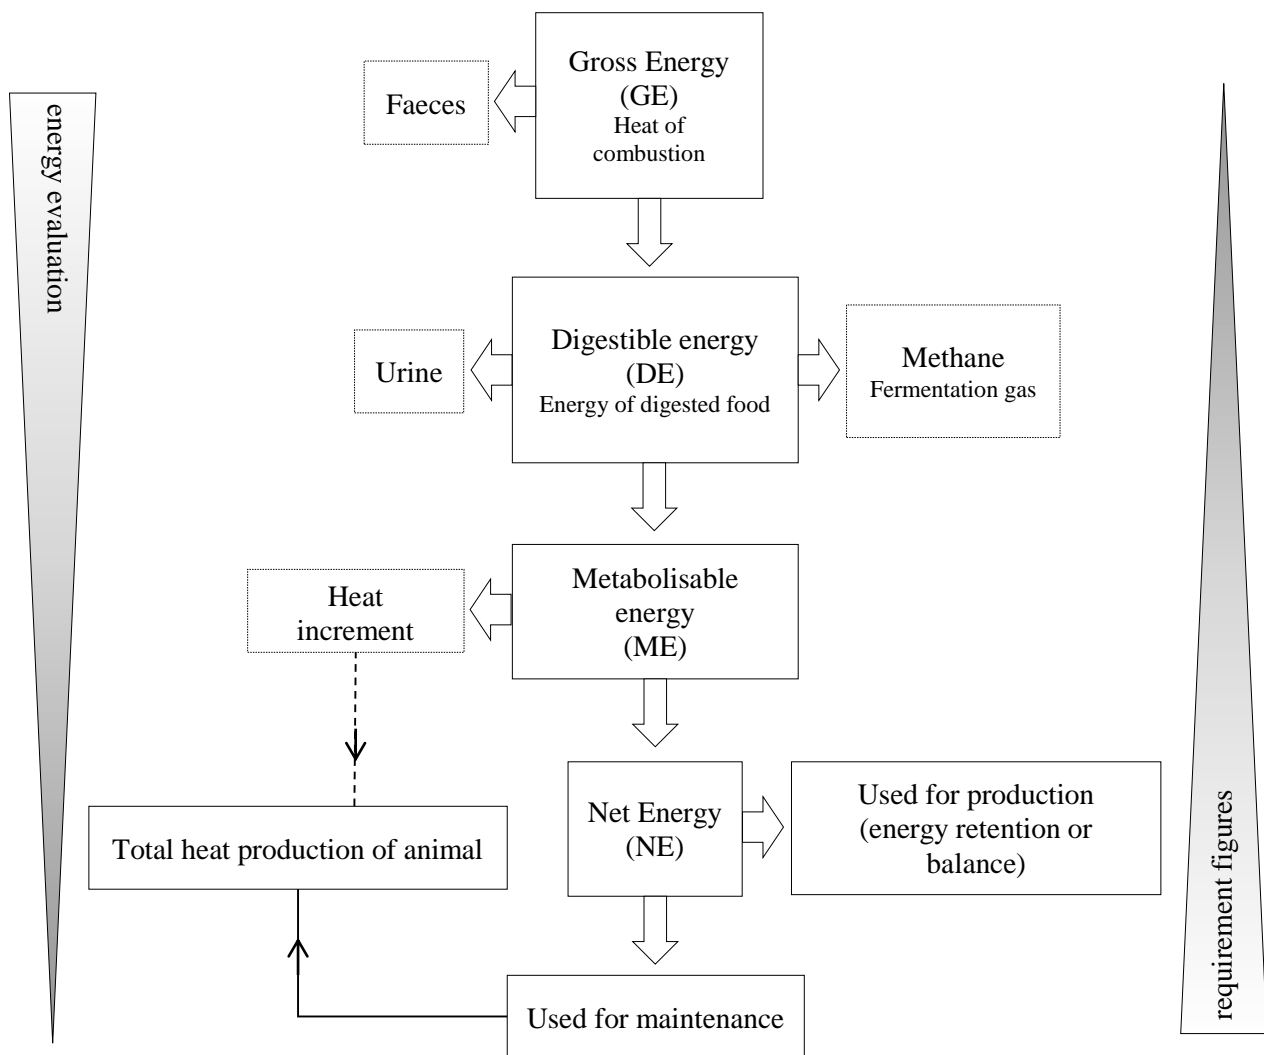 Gross Energy
(GE)
Heat of
combustion
Faeces
energy evaluation
Digestible energy
(DE)
Energy of digested food
Urine
Methane
Fermentation gas
Metabolisable
energy
(ME)
Heat
increment
Net Energy
(NE)
Used for production
(energy retention or
balance)
Total heat production of animal
requirement figures
Used for maintenance